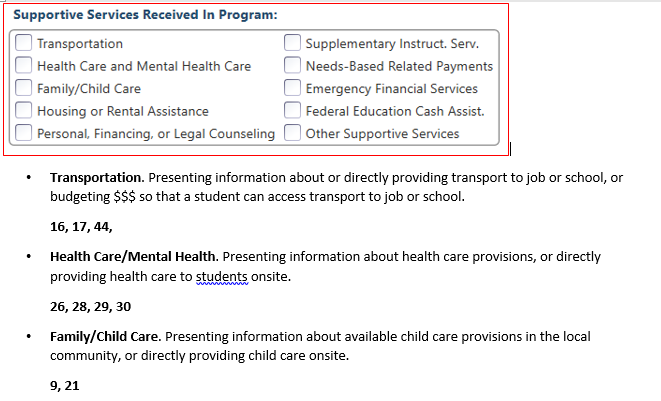 Supportive Services Received In Program:
Transportation
Supplementary Instruct. Serv.
Health Care and Mental Health Care
Needs-Based Related Payments
Family/Child Care
Emergency Financial Services
Housing or Rental Assistance
Federal Education Cash Assist.
Personal, Financing, or Legal Counseling
Other Supportive Services
• Transportation. Presenting information about or directly providing transport to job or school, or
budgeting $$$ so that a student can access transport to job or school.
16, 17, 44,
• Health Care/Mental Health. Presenting information about health care provisions, or directly
providing health care to students onsite.
26, 28, 29, 30
• Family/Child Care. Presenting information about available child care provisions in the local
community, or directly providing child care onsite.
9, 21